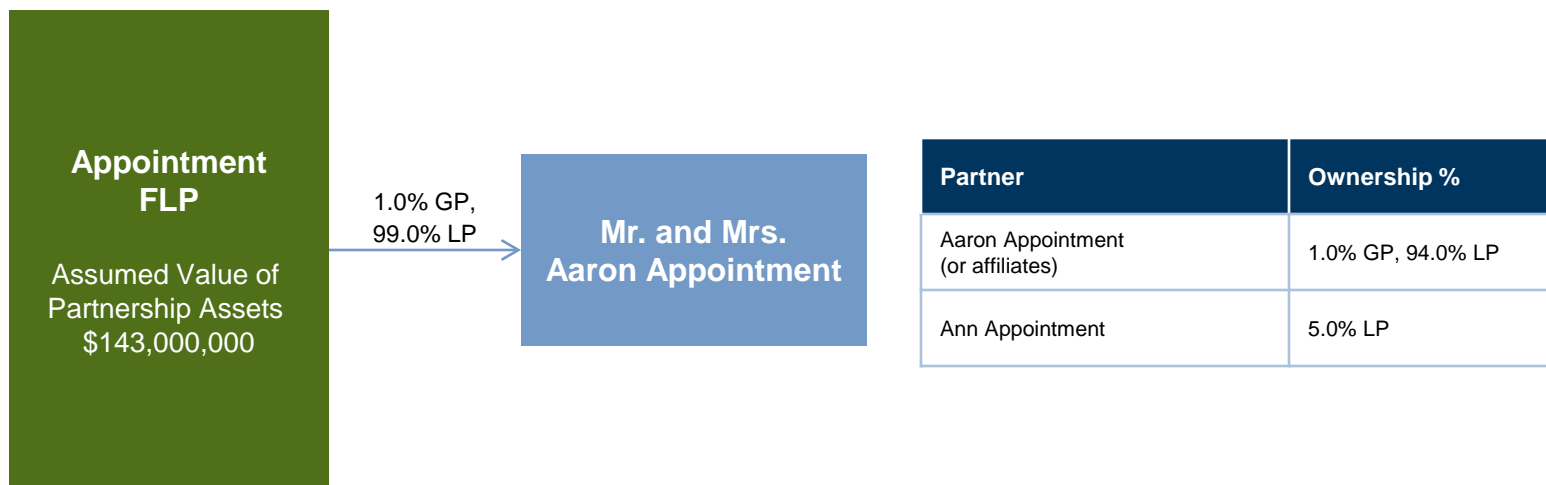 Appointment
FLP
Assumed Value of
Partnership Assets
$143,000,000
1.0% GP,
99.0% LP
Mr. and Mrs.
Aaron Appointment
Partner
Ownership %
Aaron Appointment
(or affiliates)
1.0% GP, 94.0% LP
Ann Appointment
5.0% LP